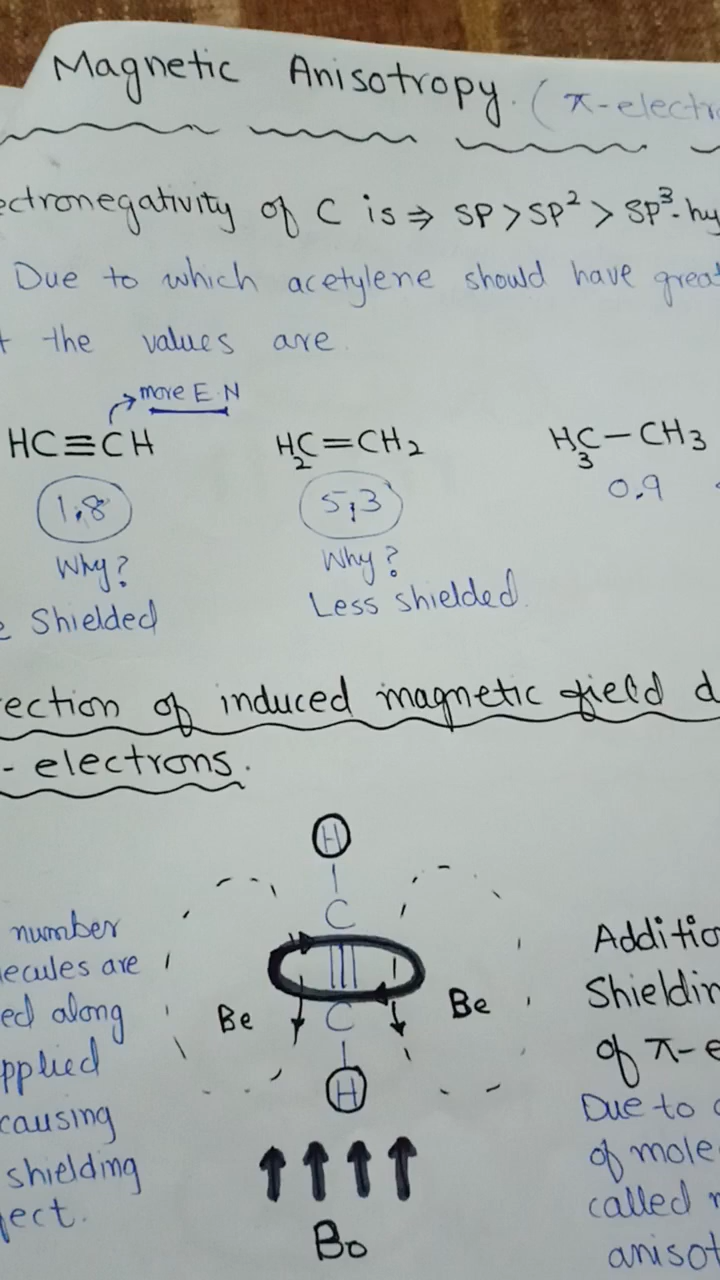 Magnetic Anisotropy. (π-electr
ectronegativity of C is ⇒ SP > SP² > SP³-hy
Due to which acetylene should have great
the values are
more E.N
HC≡CH H₂C=CH₂ H₃C-CH₃
1,8 5,3 0,9
Why? Why?
Shielded Less shielded
ection of induced magnetic field d
- electrons.
H
C
number
ecules are
ed along
pplied
causing
shielding
ect.
Be Be
C
H
Bo
Additio
Shieldin
of π-e
Due to
of mole
called
anisot